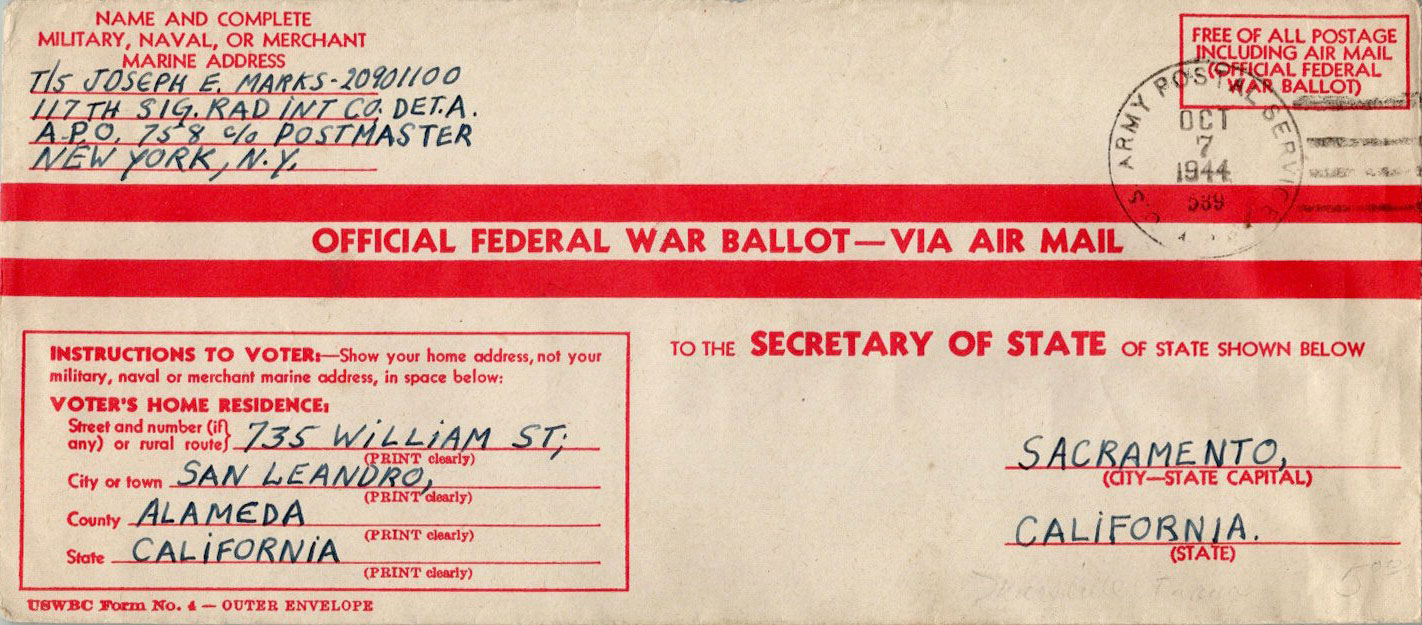 NAME AND COMPLETE
MILITARY, NAVAL, OR MERCHANT
MARINE ADDRESS
T/5 JOSEPH E. MARKS-20901100
117TH SIG. RAD INT CO. DET. A.
A.P.O. 758 c/o POSTMASTER
NEW YORK, N.Y.
FREE OF ALL POSTAGE
INCLUDING AIR MAIL
(OFFICIAL FEDERAL
WAR BALLOT)
U.S. ARMY POSTAL SERVICE
OCT
7
1944
589
OFFICIAL FEDERAL WAR BALLOT—VIA AIR MAIL
INSTRUCTIONS TO VOTER:—Show your home address, not your
military, naval or merchant marine address, in space below:
VOTER'S HOME RESIDENCE:
Street and number (if
any) or rural route} 735 WILLIAM ST;
(PRINT clearly)
City or town SAN LEANDRO,
(PRINT clearly)
County ALAMEDA
(PRINT clearly)
State CALIFORNIA
(PRINT clearly)
USWBC Form No. 4 — OUTER ENVELOPE
TO THE SECRETARY OF STATE OF STATE SHOWN BELOW
SACRAMENTO,
(CITY—STATE CAPITAL)
CALIFORNIA.
(STATE)